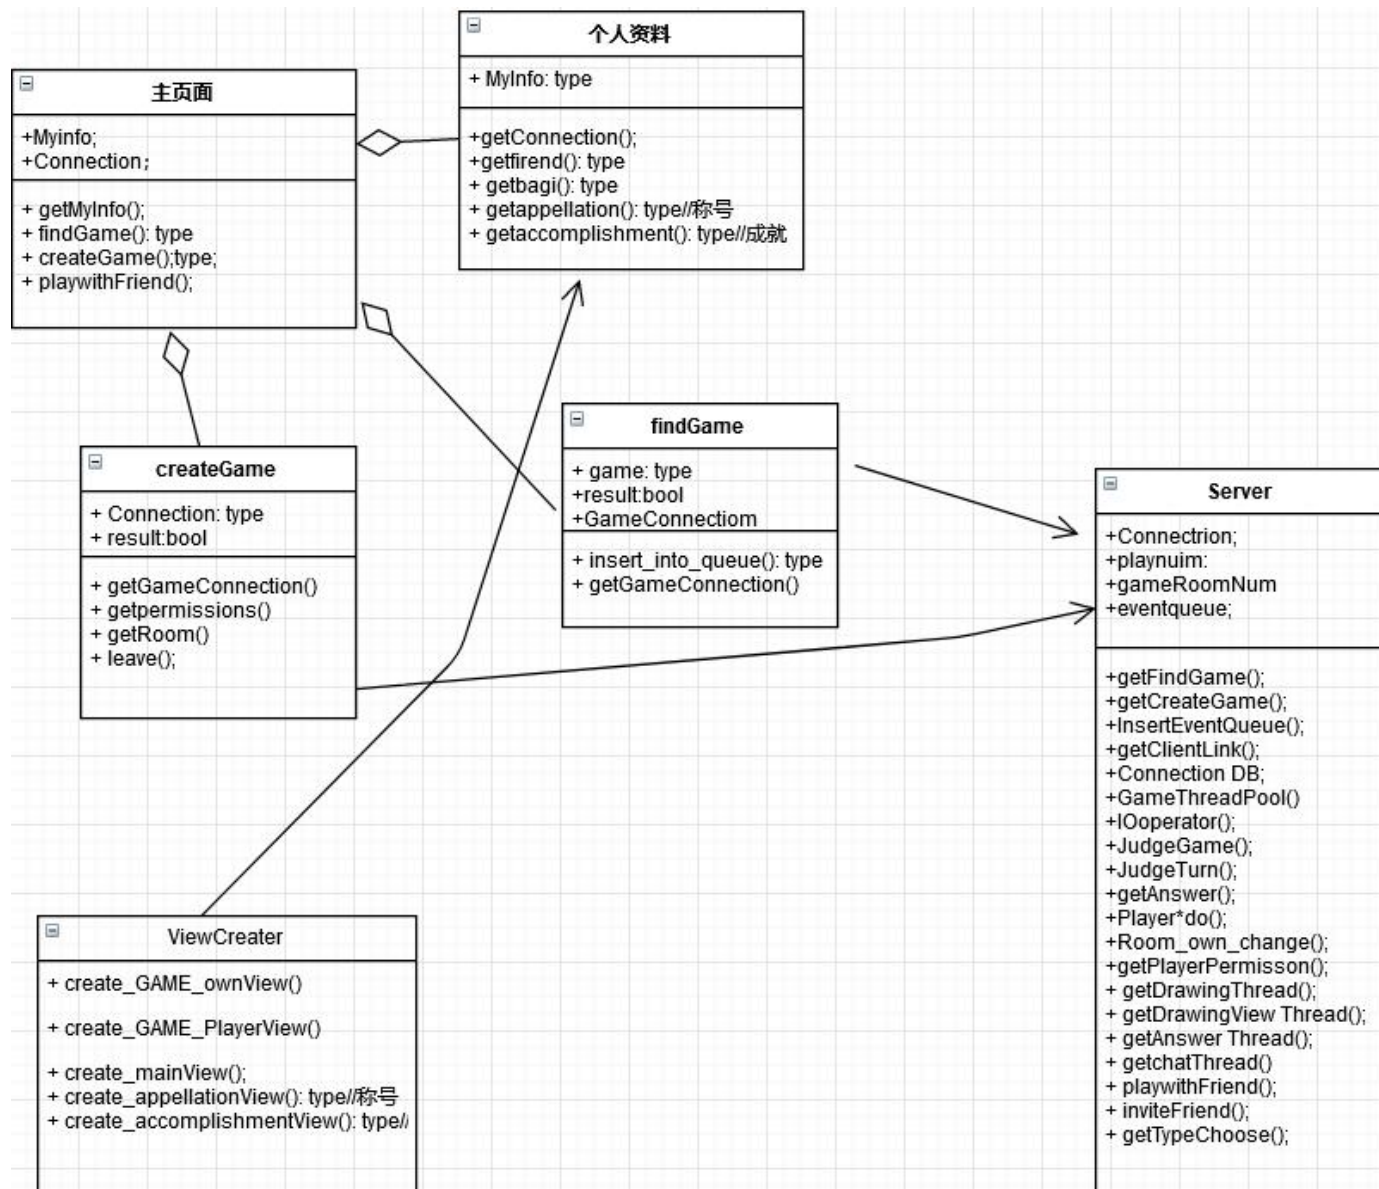 主页面
+Myinfo;
+Connection；
+ getMyInfo();
+ findGame(): type
+ createGame();type;
+ playwithFriend();
个人资料
+ MyInfo: type
+getConnection();
+getfirend(): type
+ getbagi(): type
+ getappellation(): type//称号
+ getaccomplishment(): type//成就
createGame
+ Connection: type
+ result:bool
+ getGameConnection()
+ getpermissions()
+ getRoom()
+ leave();
findGame
+ game: type
+result:bool
+GameConnectiom
+ insert_into_queue(): type
+ getGameConnection()
Server
+Connectrion;
+playnuim:
+gameRoomNum
+eventqueue;
+getFindGame();
+getCreateGame();
+InsertEventQueue();
+getClientLink();
+Connection DB;
+GameThreadPool()
+IOoperator();
+JudgeGame();
+JudgeTurn();
+getAnswer();
+Player*do();
+Room_own_change();
+getPlayerPermisson();
+ getDrawingThread();
+ getDrawingView Thread();
+ getAnswer Thread();
+ getchatThread()
+ playwithFriend();
+ inviteFriend();
+ getTypeChoose();
ViewCreater
+ create_GAME_ownView()
+ create_GAME_PlayerView()
+ create_mainView();
+ create_appellationView(): type//称号
+ create_accomplishmentView(): type//